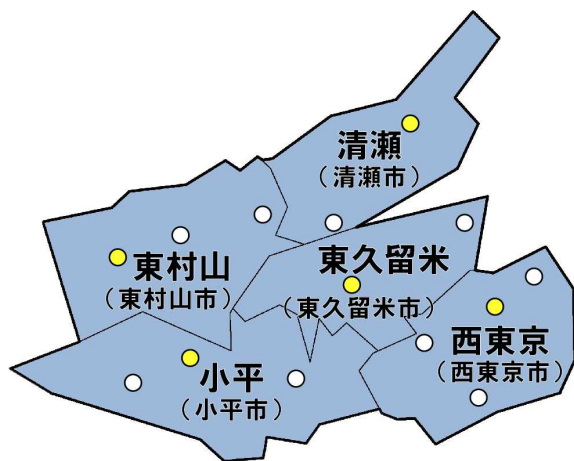 清瀬
（清瀬市）
東村山
（東村山市）
東久留米
（東久留米市）
西東京
（西東京市）
小平
（小平市）